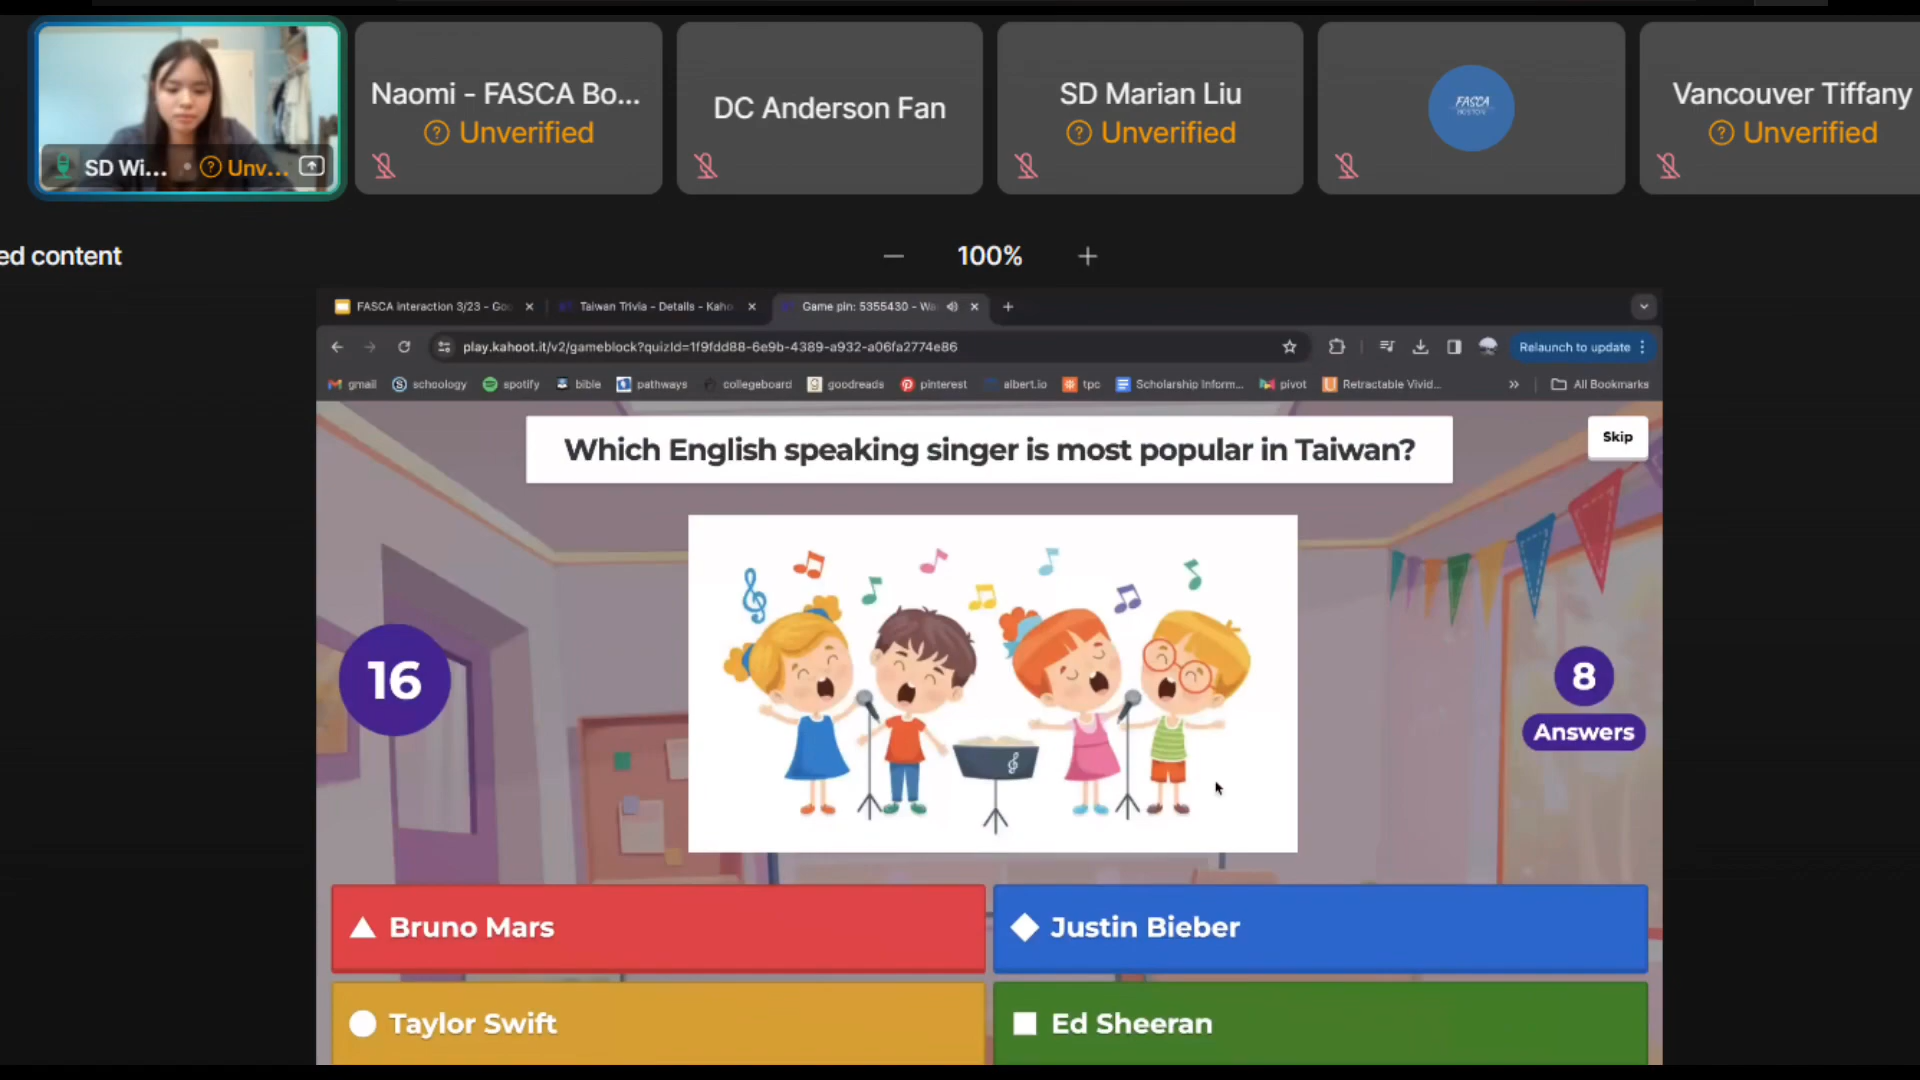 SD Wi... • Unv...
Naomi - FASCA Bo...
Unverified
DC Anderson Fan
SD Marian Liu
Unverified
FASCA
BOSTON
Vancouver Tiffany
Unverified
ed content
100%
FASCA interaction 3/23 - Goo
Taiwan Trivia - Details - Kaho
Game pin: 5355430 - Wa
play.kahoot.it/v2/gameblock?quizId=1f9fdd88-6e9b-4389-a932-a06fa2774e86
Relaunch to update
gmail schoology spotify bible pathways collegeboard goodreads pinterest albert.io tpc Scholarship Inform... pivot Retractable Vivid... » All Bookmarks
Which English speaking singer is most popular in Taiwan?
Skip
16
8
Answers
Bruno Mars
Justin Bieber
Taylor Swift
Ed Sheeran